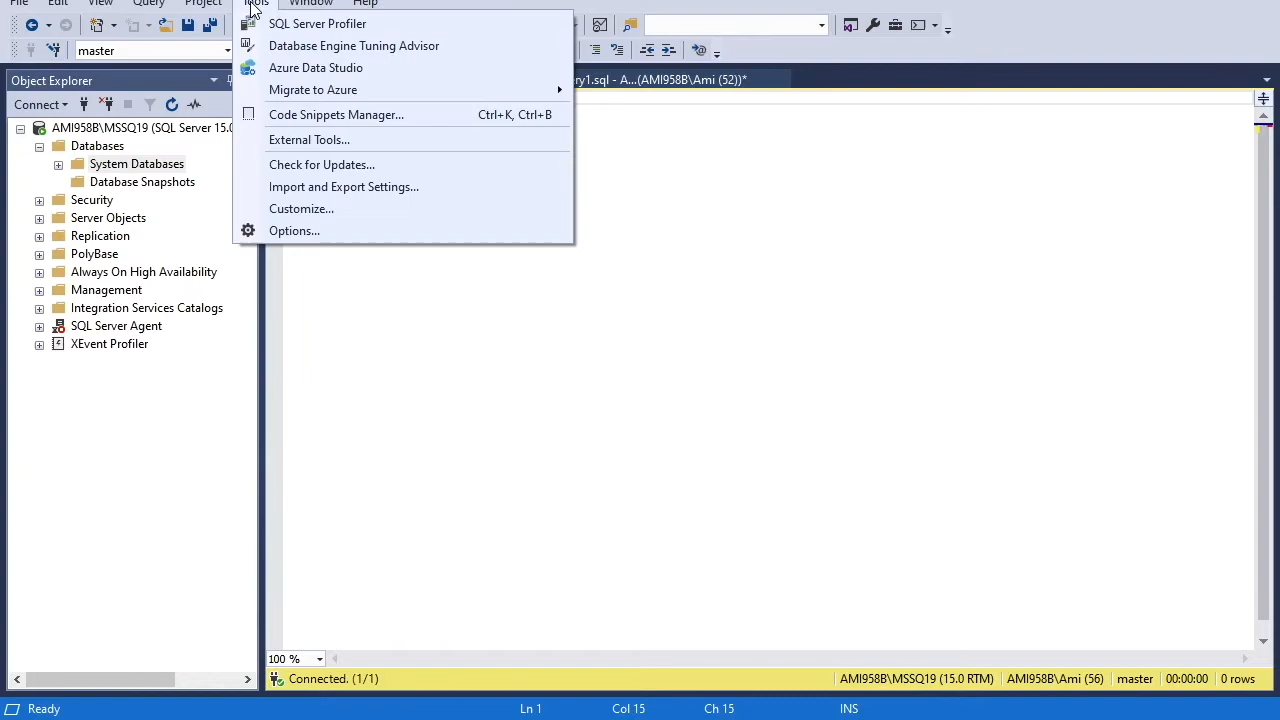 File Edit View Query Project Tools Window Help
SQL Server Profiler
Database Engine Tuning Advisor
Azure Data Studio
Migrate to Azure
Code Snippets Manager... Ctrl+K, Ctrl+B
External Tools...
Check for Updates...
Import and Export Settings...
Customize...
Options...
master
Object Explorer
Connect
AMI958B\MSSQ19 (SQL Server 15.0
Databases
System Databases
Database Snapshots
Security
Server Objects
Replication
PolyBase
Always On High Availability
Management
Integration Services Catalogs
SQL Server Agent
XEvent Profiler
ry1.sql - A...(AMI958B\Ami (52))*
100 %
Connected. (1/1) AMI958B\MSSQ19 (15.0 RTM) AMI958B\Ami (56) master 00:00:00 0 rows
Ready Ln 1 Col 15 Ch 15 INS